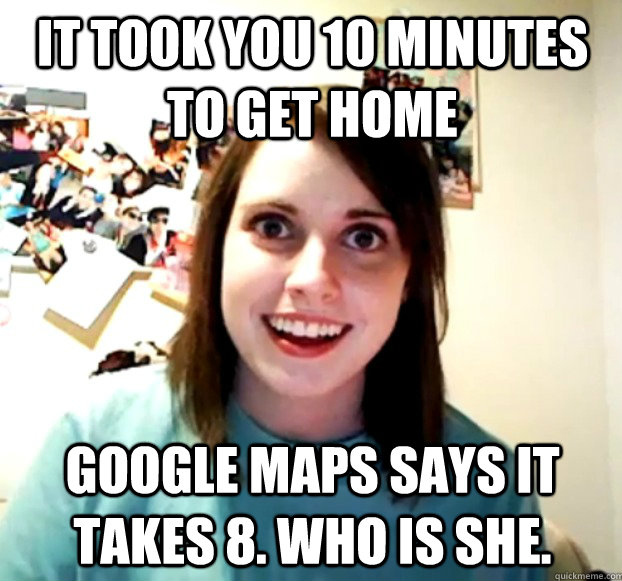 IT TOOK YOU 10 MINUTES
TO GET HOME
GOOGLE MAPS SAYS IT
TAKES 8. WHO IS SHE.
quickmeme.com